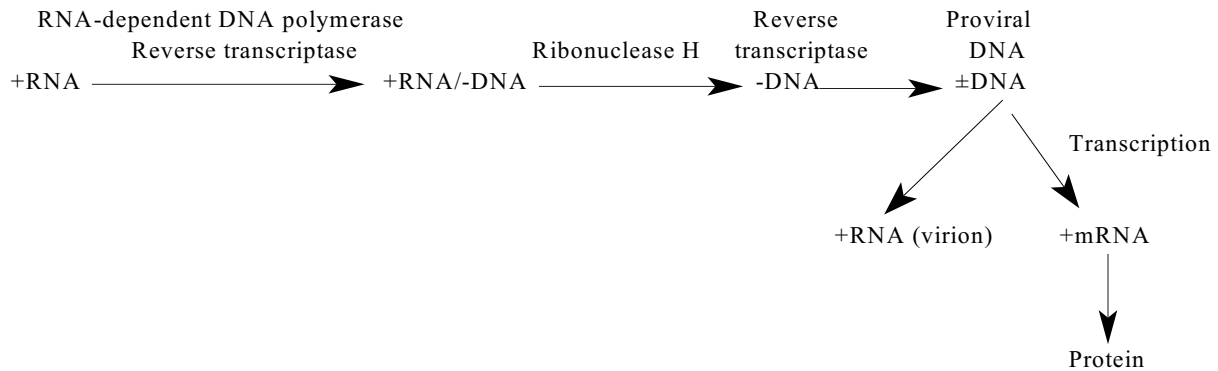 RNA-dependent DNA polymerase
Reverse transcriptase
Ribonuclease H
Reverse
transcriptase
Proviral
DNA
+RNA
+RNA/-DNA
-DNA
±DNA
Transcription
+RNA (virion)
+mRNA
Protein